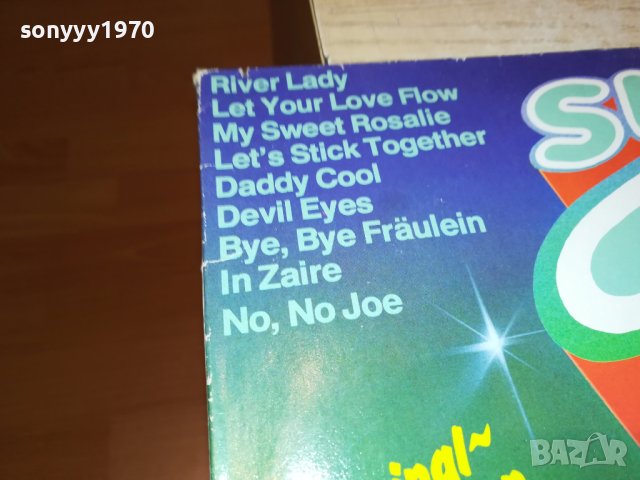 sonyyy1970
River Lady
Let Your Love Flow
My Sweet Rosalie
Let's Stick Together
Daddy Cool
Devil Eyes
Bye, Bye Fräulein
In Zaire
No, No Joe
BAZAR